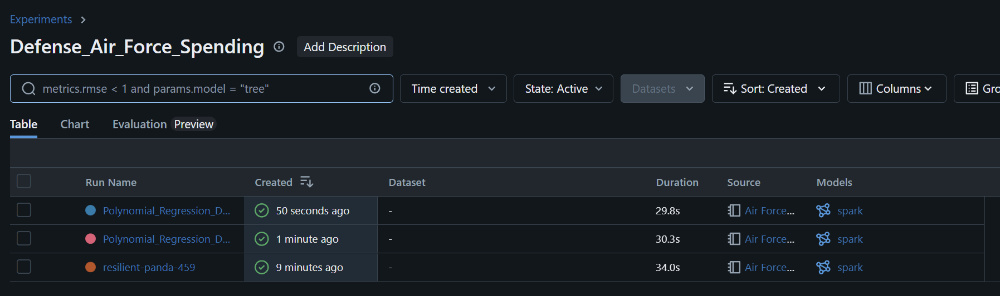 Experiments
Defense_Air_Force_Spending Add Description
metrics.rmse < 1 and params.model = "tree" Time created State: Active Datasets Sort: Created Columns Gro
Table Chart Evaluation Preview
Run Name Created Dataset Duration Source Models
Polynomial_Regression_D... 50 seconds ago - 29.8s Air Force... spark
Polynomial_Regression_D... 1 minute ago - 30.3s Air Force... spark
resilient-panda-459 9 minutes ago - 34.0s Air Force... spark